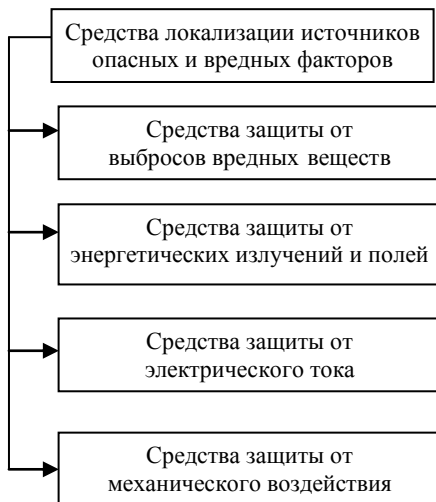 Средства локализации источников
опасных и вредных факторов
Средства защиты от
выбросов вредных веществ
Средства защиты от
энергетических излучений и полей
Средства защиты от
электрического тока
Средства защиты от
механического воздействия